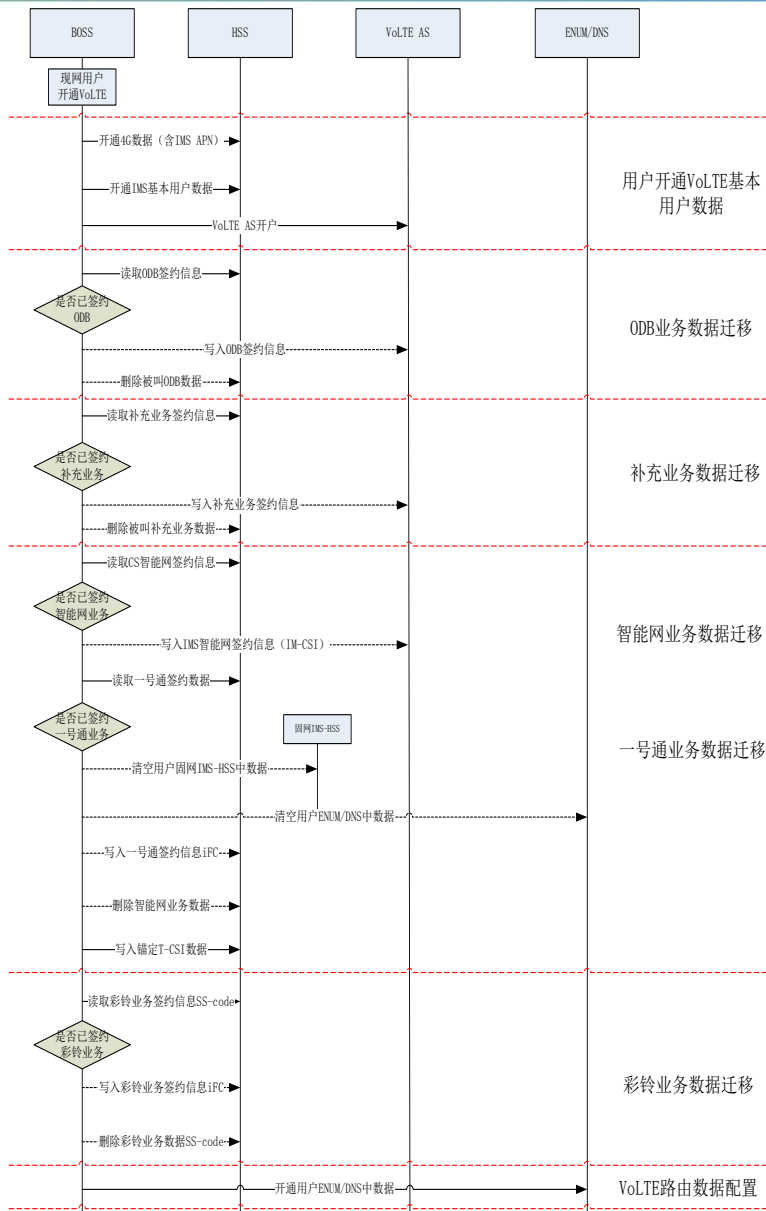 BOSS
HSS
VoLTE AS
ENUM/DNS
现网用户
开通VoLTE
开通4G数据（含IMS APN）
开通IMS基本用户数据
VoLTE AS开户
用户开通VoLTE基本
用户数据
读取ODB签约信息
是否已签约
ODB
写入ODB签约信息
删除被叫ODB数据
ODB业务数据迁移
读取补充业务签约信息
是否已签约
补充业务
写入补充业务签约信息
删除被叫补充业务数据
补充业务数据迁移
读取CS智能网签约信息
是否已签约
智能网业务
写入IMS智能网签约信息（IM-CSI）
智能网业务数据迁移
读取一号通签约数据
是否已签约
一号通业务
固网IMS-HSS
一号通业务数据迁移
清空用户固网IMS-HSS中数据
清空用户ENUM/DNS中数据
写入一号通签约信息iFC
删除智能网业务数据
写入锚定T-CSI数据
读取彩铃业务签约信息SS-code
是否已签约
彩铃业务
写入彩铃业务签约信息iFC
彩铃业务数据迁移
删除彩铃业务数据SS-code
开通用户ENUM/DNS中数据
VoLTE路由数据配置